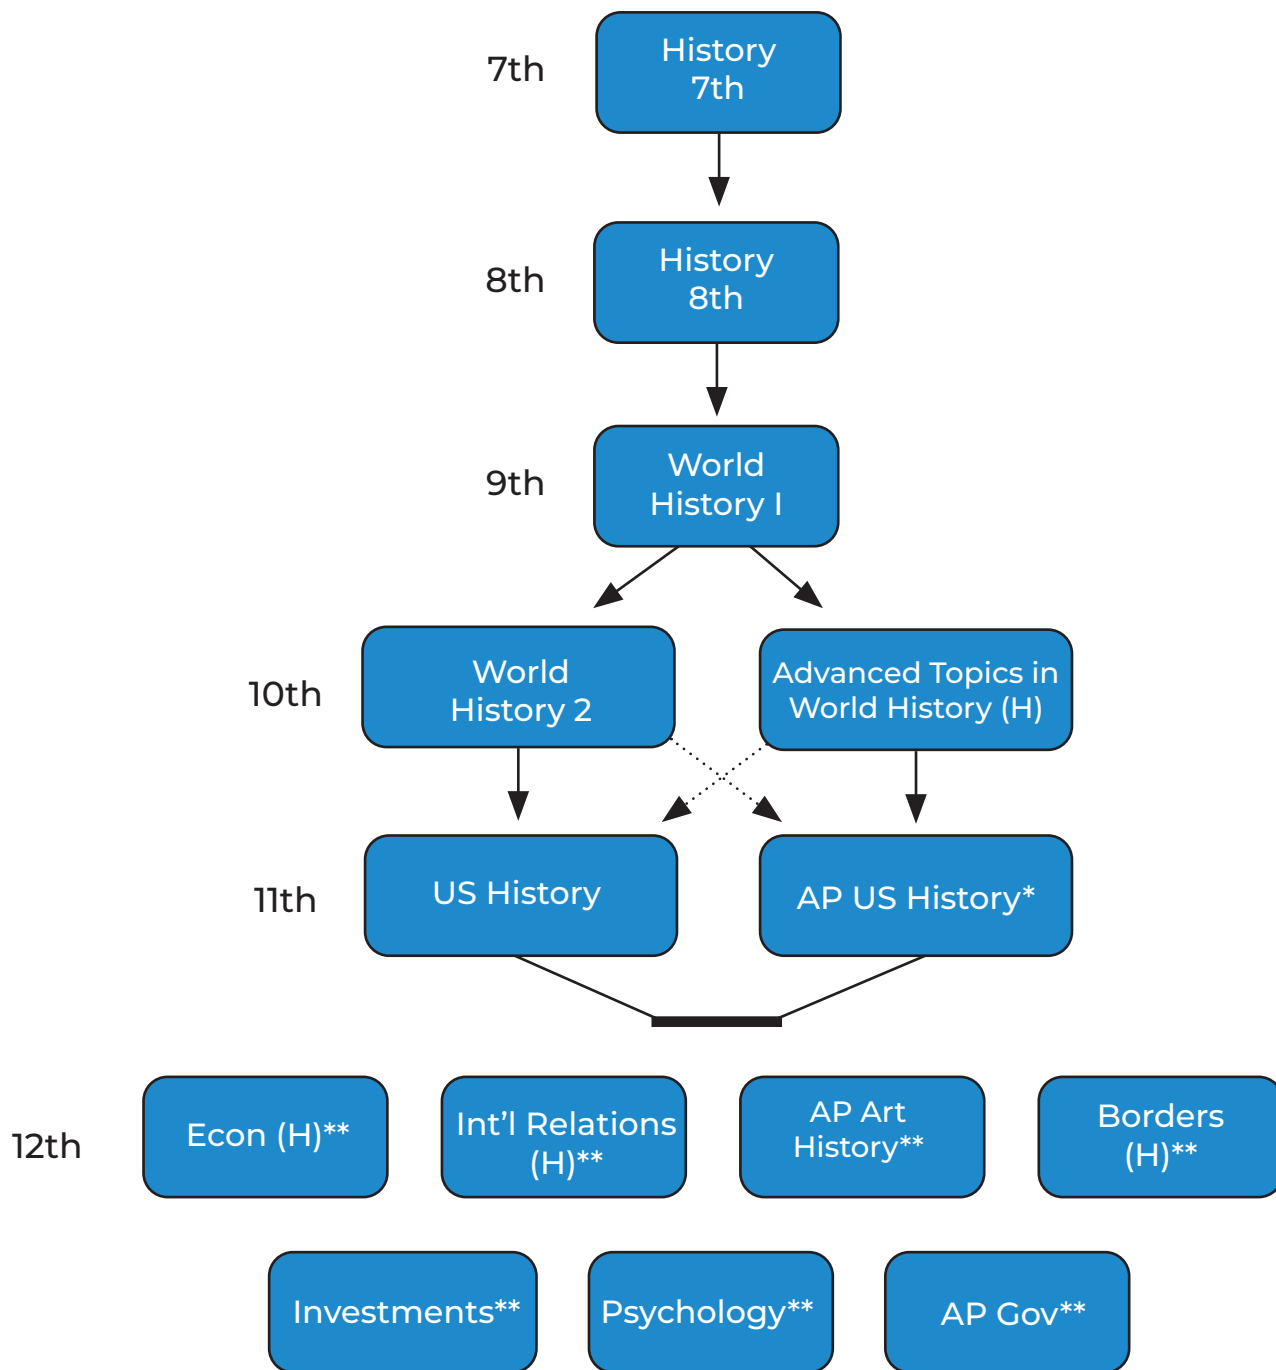 7th
History
7th
8th
History
8th
9th
World
History I
10th
World
History 2
Advanced Topics in
World History (H)
11th
US History
AP US History*
12th
Econ (H)**
Int’l Relations
(H)**
AP Art
History**
Borders
(H)**
Investments**
Psychology**
AP Gov**